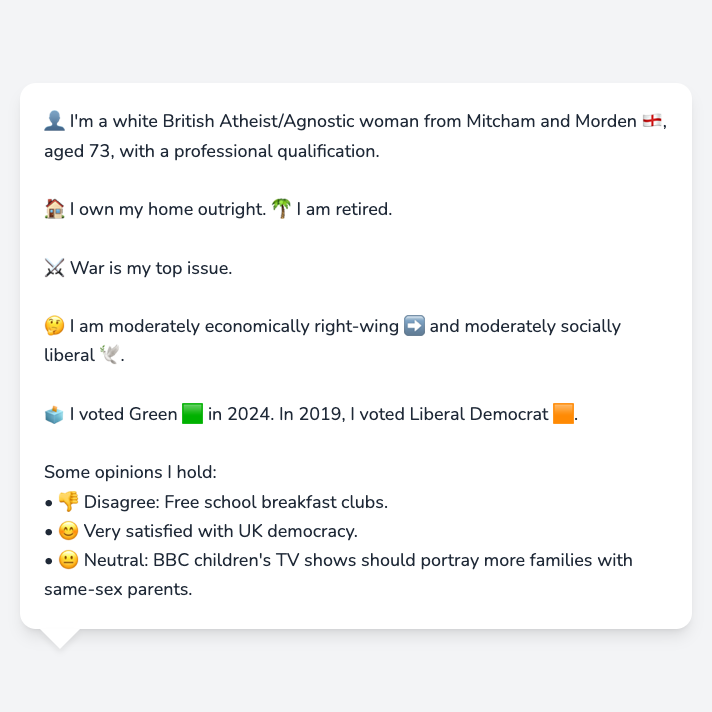 👤 I'm a white British Atheist/Agnostic woman from Mitcham and Morden 🏴󠁧󠁢󠁥󠁮󠁧󠁿,
aged 73, with a professional qualification.
🏠 I own my home outright. 🌴 I am retired.
⚔️ War is my top issue.
🤔 I am moderately economically right-wing ➡️ and moderately socially
liberal 🕊️.
🗳️ I voted Green 🟩 in 2024. In 2019, I voted Liberal Democrat 🟧.
Some opinions I hold:
• 👎 Disagree: Free school breakfast clubs.
• 😊 Very satisfied with UK democracy.
• 😐 Neutral: BBC children's TV shows should portray more families with
same-sex parents.